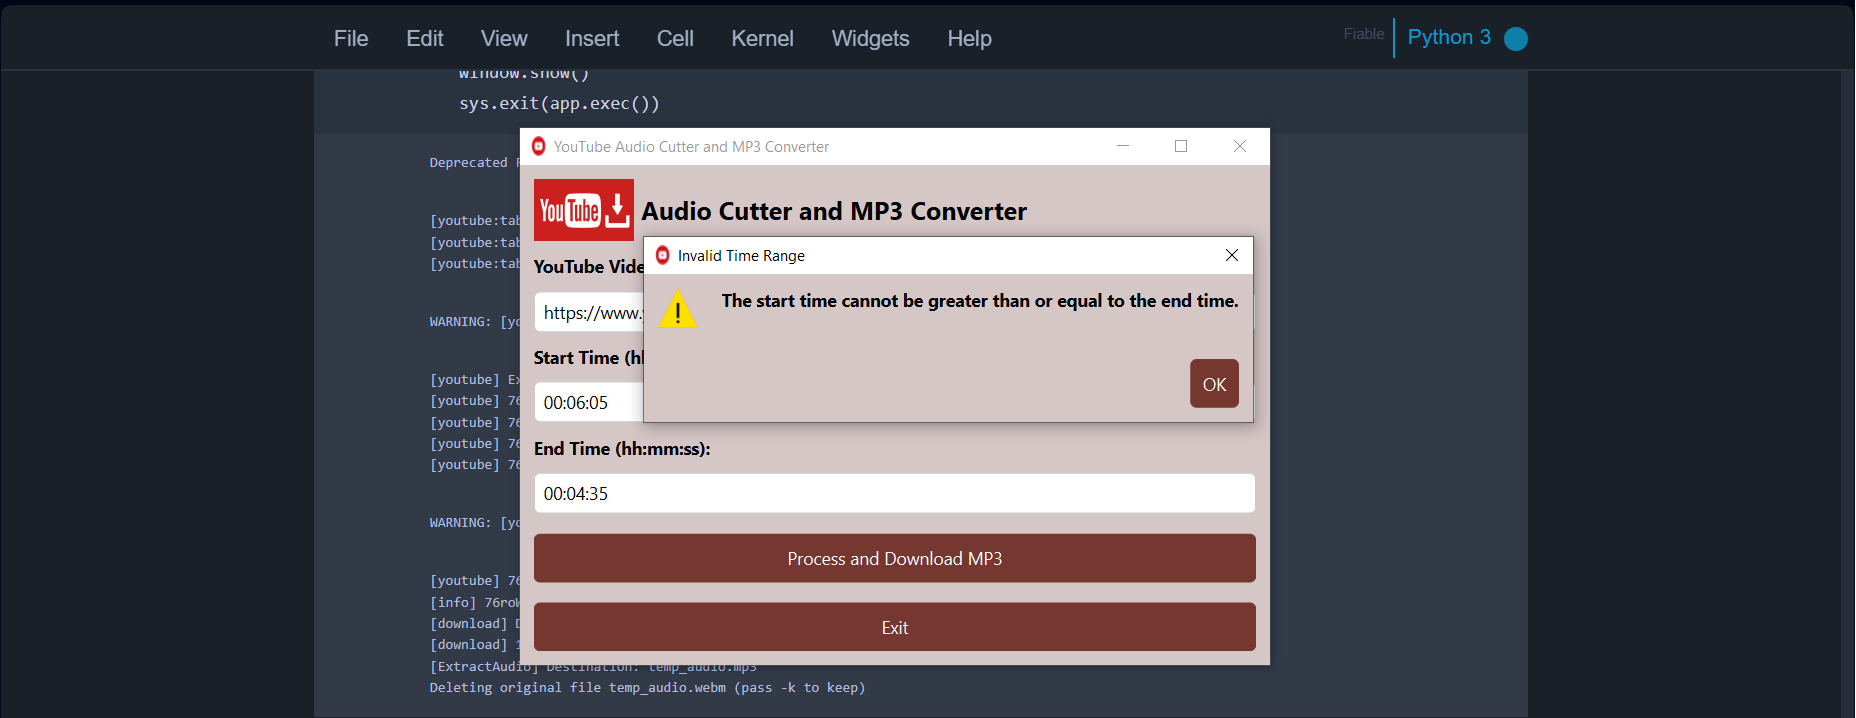 File Edit View Insert Cell Kernel Widgets Help Fiable Python 3
window.show()
sys.exit(app.exec())
Deprecated
[youtube:tab
[youtube:tab
[youtube:tab
WARNING: [yo
[youtube] Ex
[youtube] 76
[youtube] 76
[youtube] 76
[youtube] 76
WARNING: [yo
[youtube] 76
[info] 76roW
[download] D
[download] 1
[ExtractAudio] Destination: temp_audio.mp3
Deleting original file temp_audio.webm (pass -k to keep)
YouTube Audio Cutter and MP3 Converter
YouTube
Audio Cutter and MP3 Converter
YouTube Vide
https://www.y
Start Time (hh
00:06:05
Invalid Time Range
The start time cannot be greater than or equal to the end time.
OK
End Time (hh:mm:ss):
00:04:35
Process and Download MP3
Exit